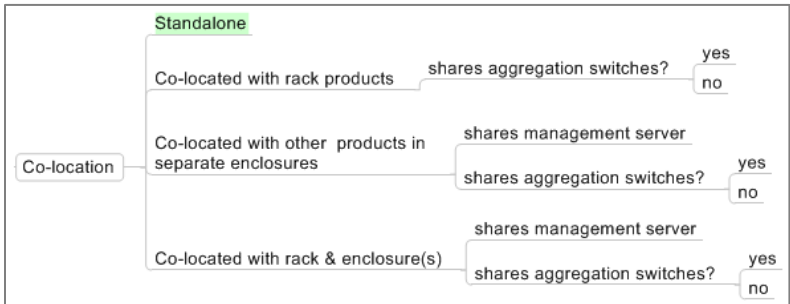 Standalone
Co-located with rack products
shares aggregation switches?
yes
no
Co-location
Co-located with other products in
separate enclosures
shares management server
shares aggregation switches?
yes
no
Co-located with rack & enclosure(s)
shares management server
shares aggregation switches?
yes
no